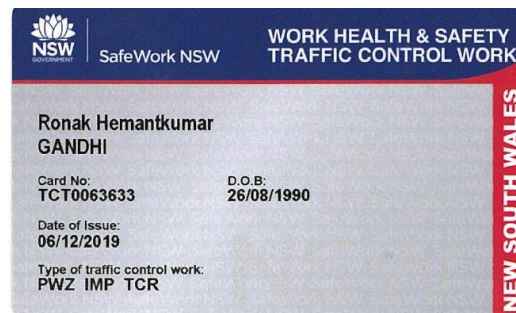 NSW
GOVERNMENT
SafeWork NSW
WORK HEALTH & SAFETY
TRAFFIC CONTROL WORK
NEW SOUTH WALES
Ronak Hemantkumar
GANDHI
Card No:
TCT0063633
D.O.B:
26/08/1990
Date of Issue:
06/12/2019
Type of traffic control work:
PWZ IMP TCR